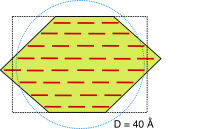 D = 40 Å